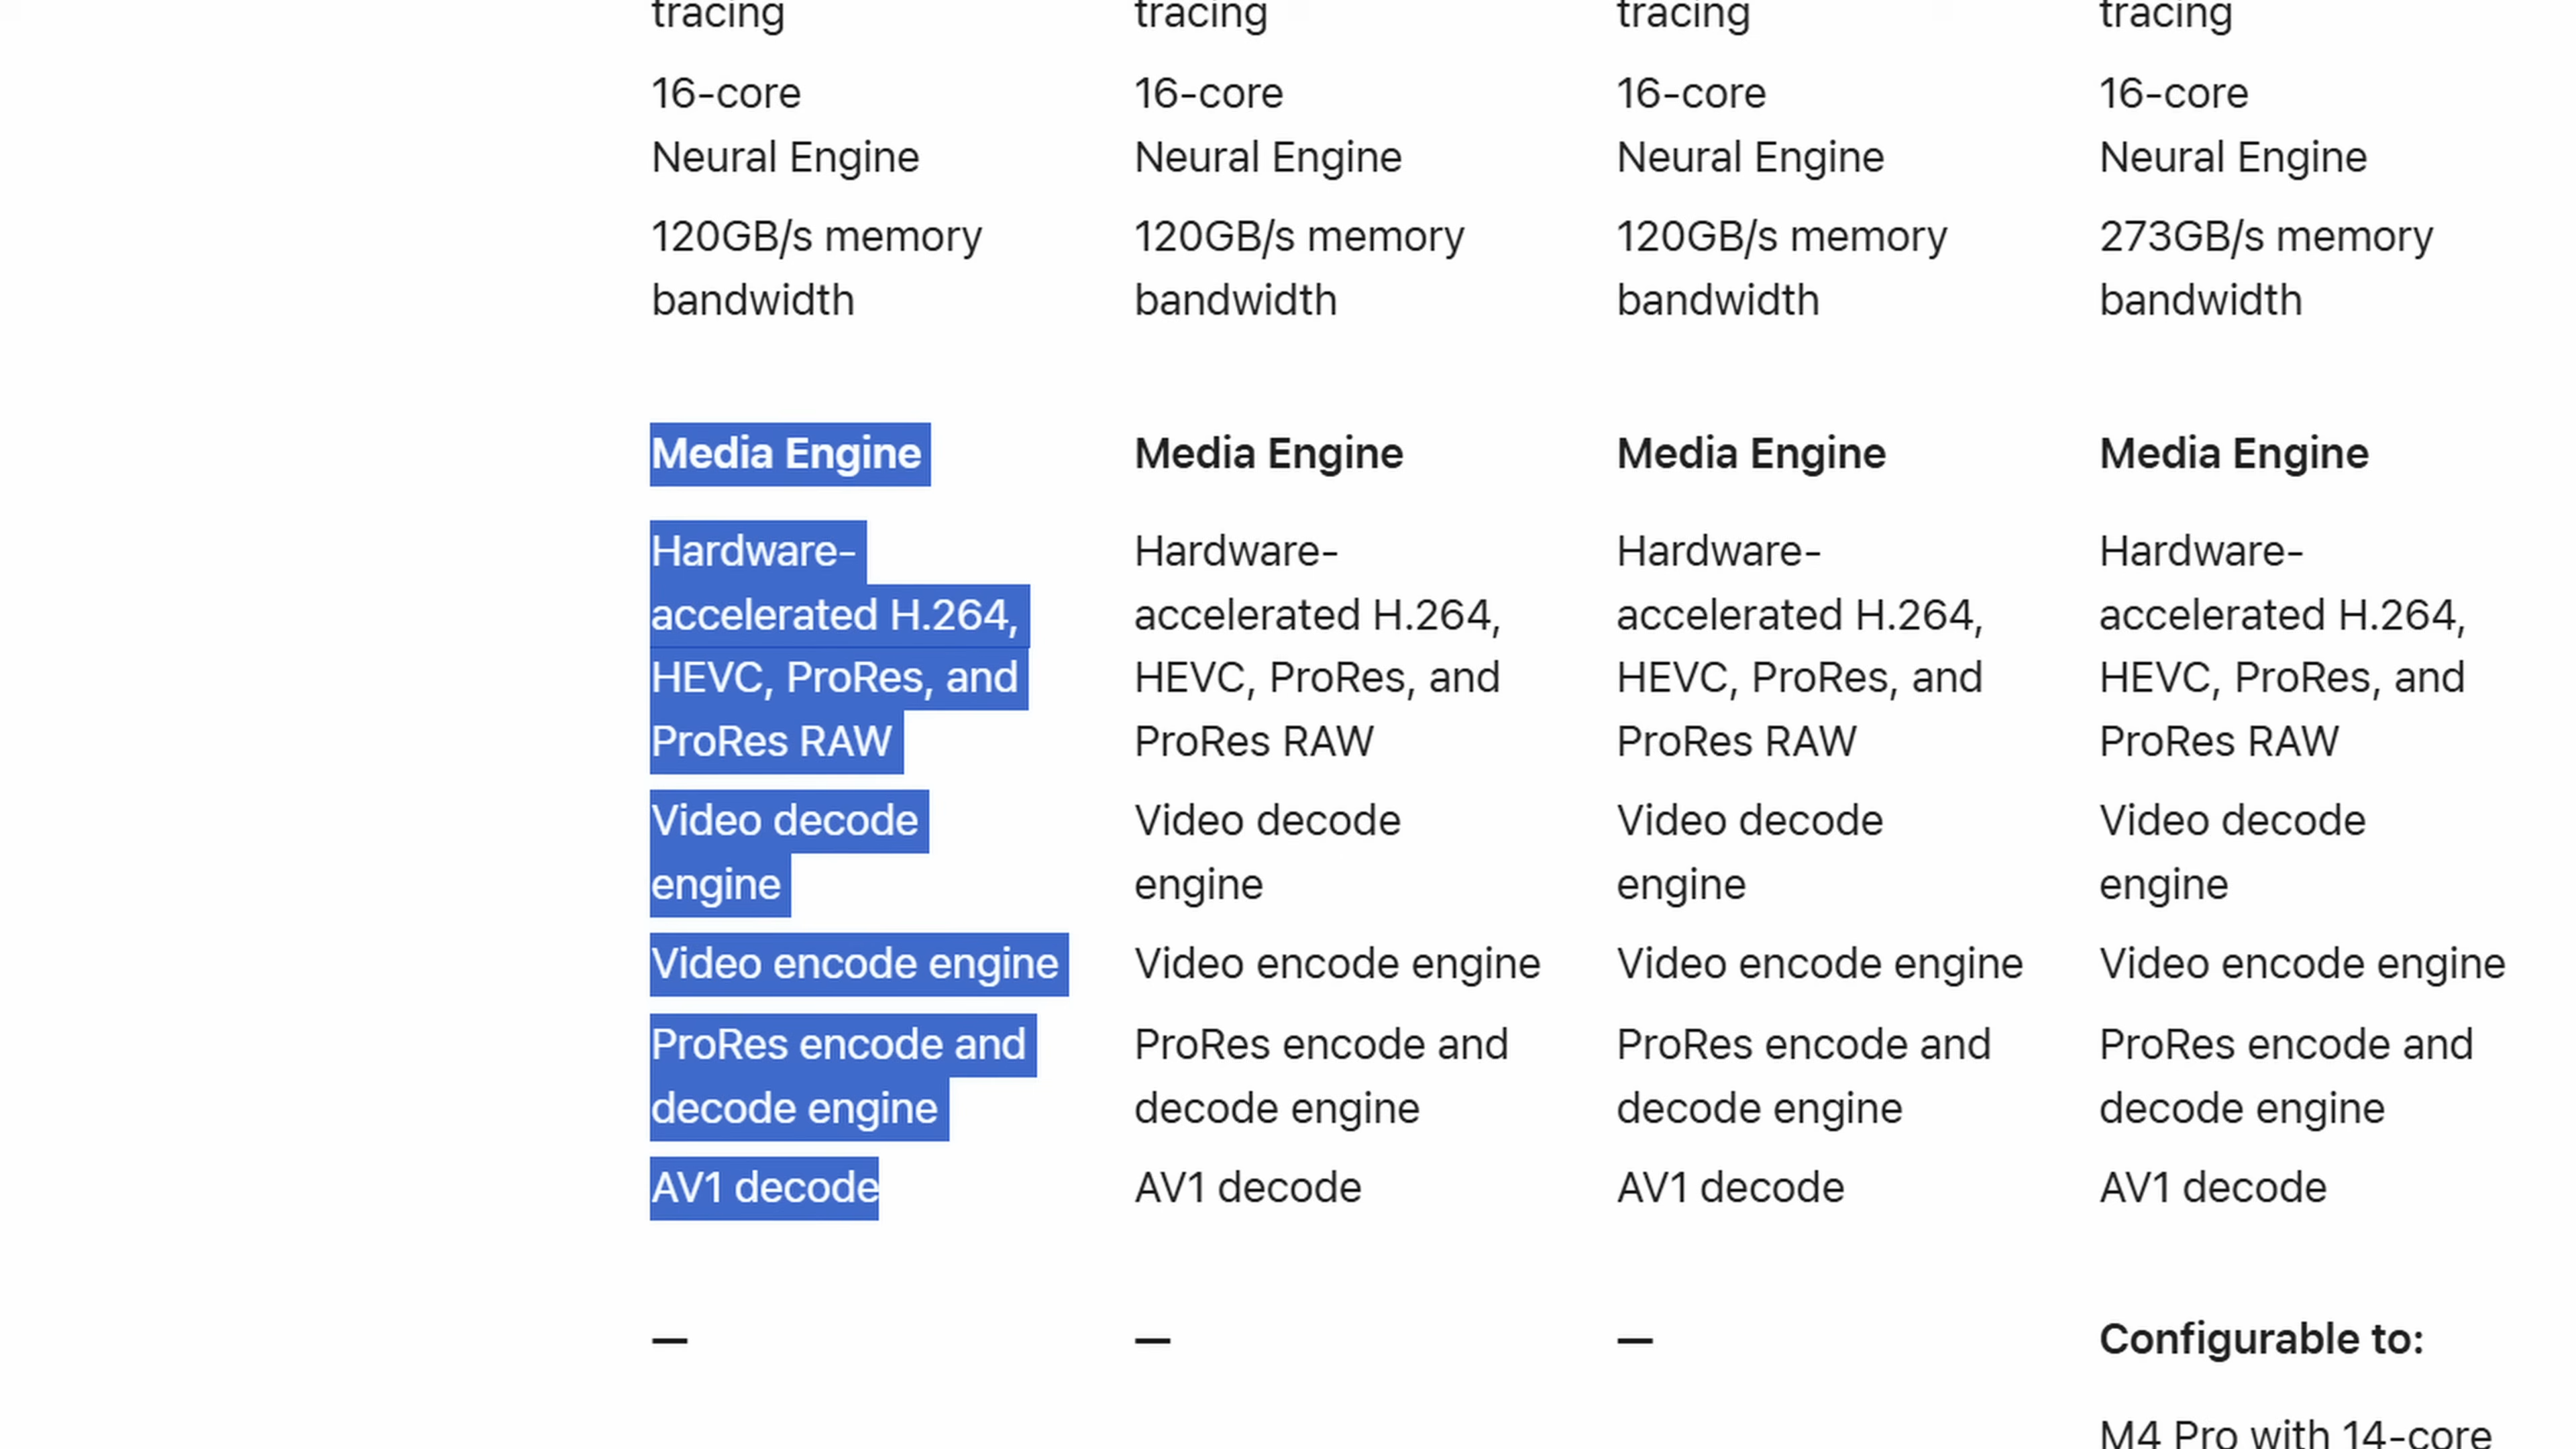 tracing
16-core
Neural Engine
120GB/s memory
bandwidth
Media Engine
Hardware-
accelerated H.264,
HEVC, ProRes, and
ProRes RAW
Video decode
engine
Video encode engine
ProRes encode and
decode engine
AV1 decode
—
tracing
16-core
Neural Engine
120GB/s memory
bandwidth
Media Engine
Hardware-
accelerated H.264,
HEVC, ProRes, and
ProRes RAW
Video decode
engine
Video encode engine
ProRes encode and
decode engine
AV1 decode
—
tracing
16-core
Neural Engine
120GB/s memory
bandwidth
Media Engine
Hardware-
accelerated H.264,
HEVC, ProRes, and
ProRes RAW
Video decode
engine
Video encode engine
ProRes encode and
decode engine
AV1 decode
—
tracing
16-core
Neural Engine
273GB/s memory
bandwidth
Media Engine
Hardware-
accelerated H.264,
HEVC, ProRes, and
ProRes RAW
Video decode
engine
Video encode engine
ProRes encode and
decode engine
AV1 decode
Configurable to:
M4 Pro with 14-core